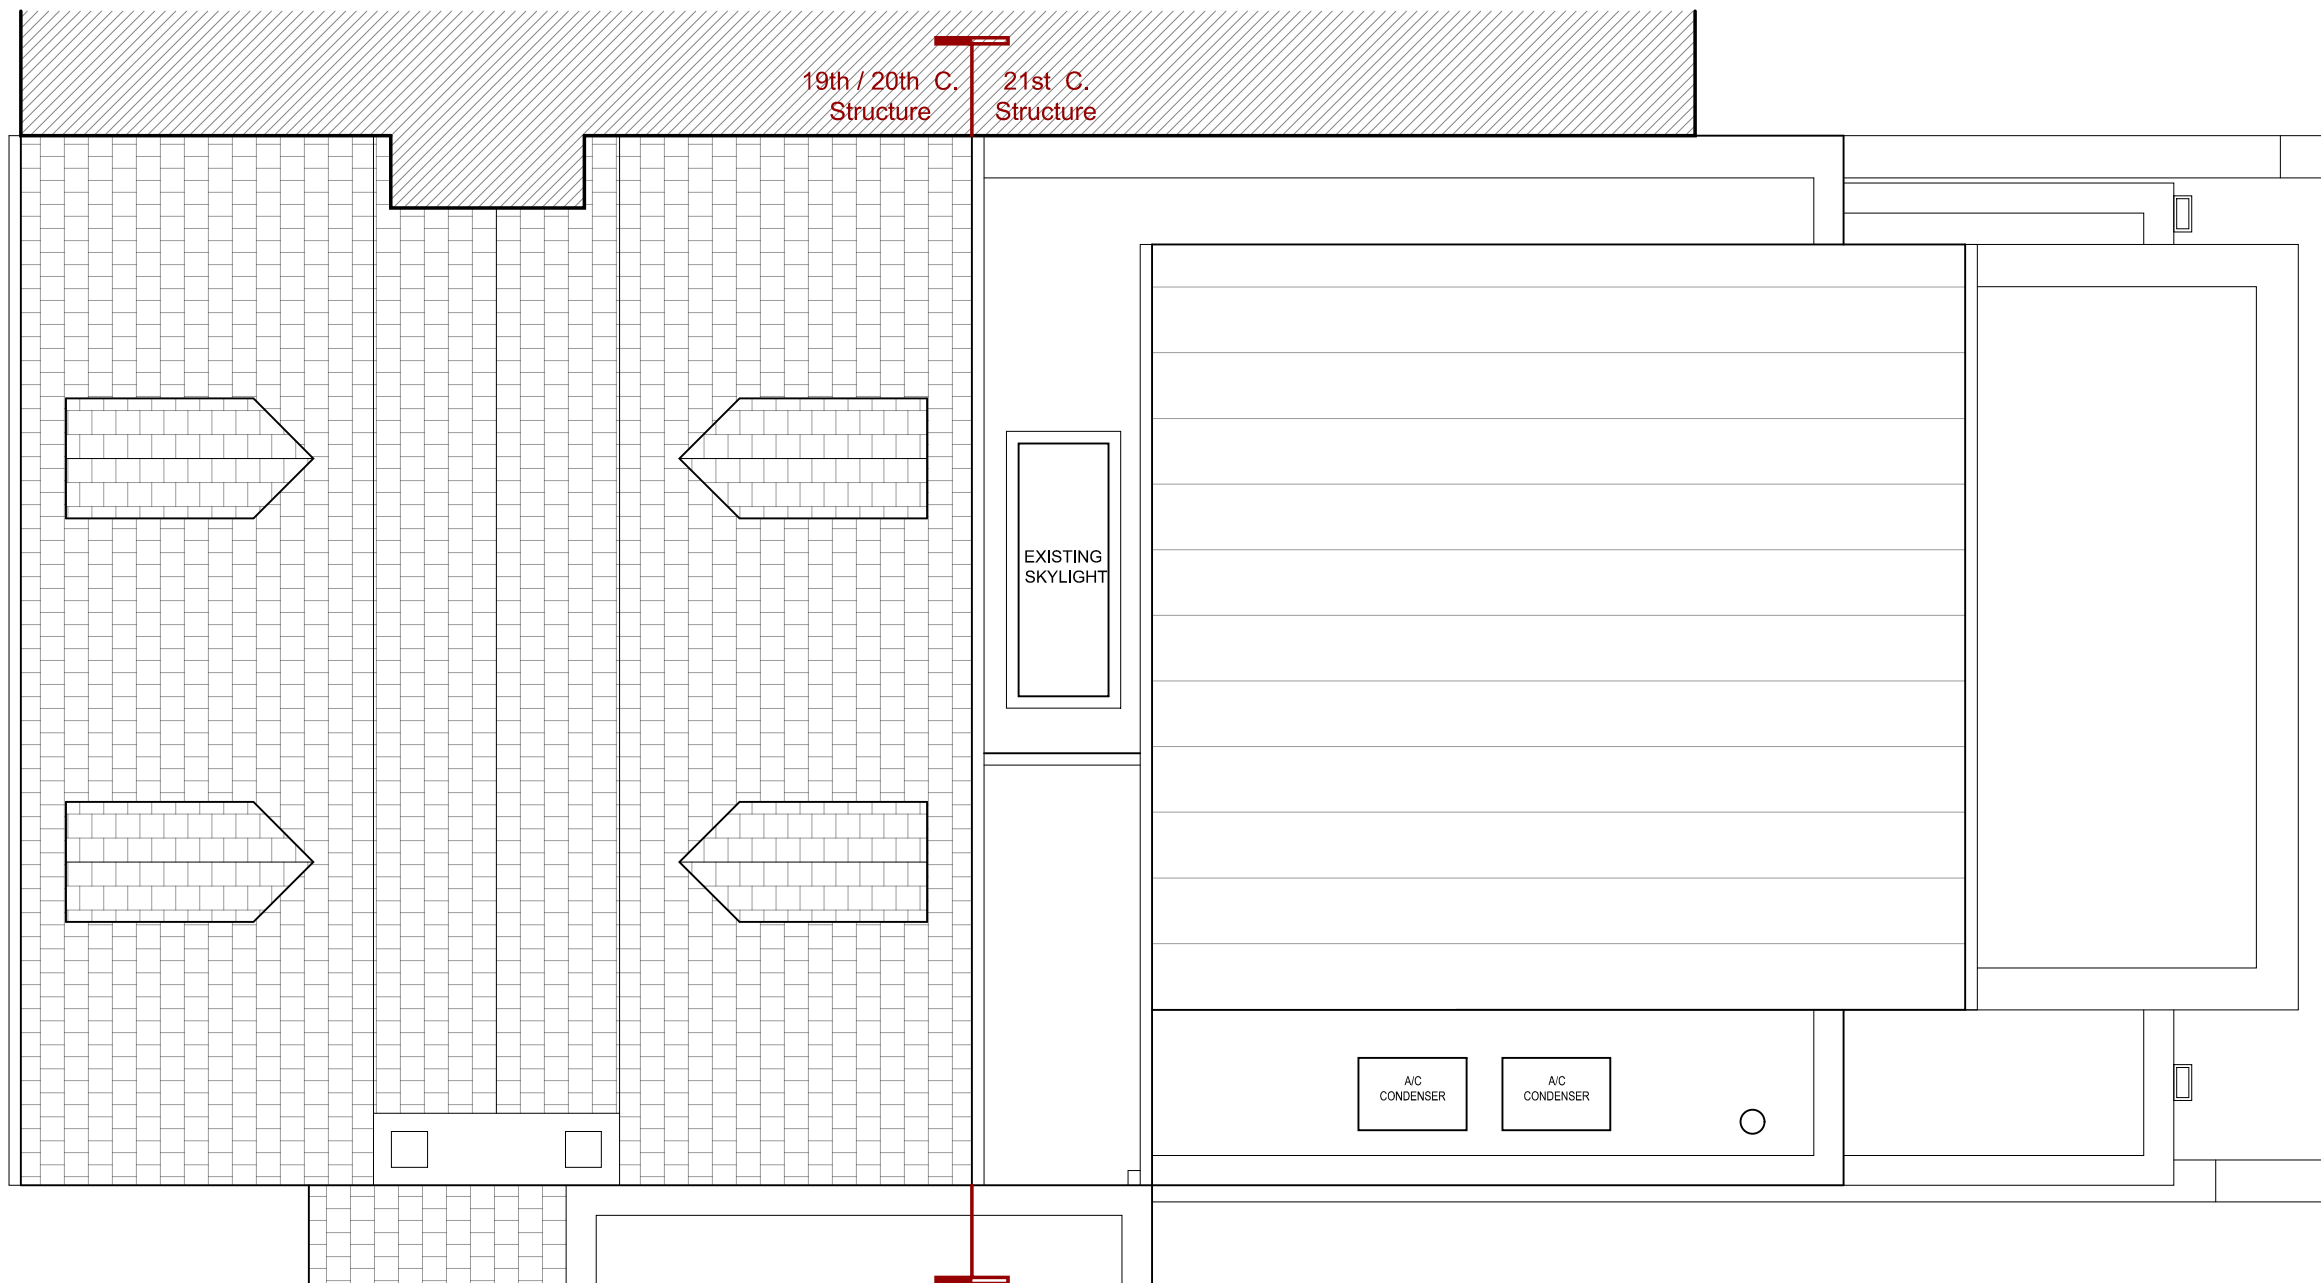 19th / 20th C.
Structure
21st C.
Structure
EXISTING
SKYLIGHT
A/C
CONDENSER
A/C
CONDENSER